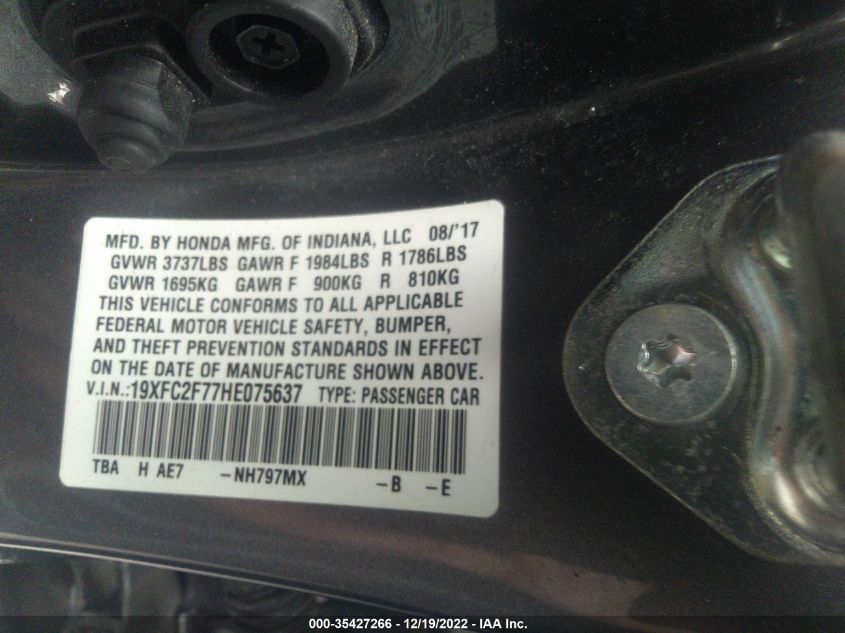 MFD. BY HONDA MFG. OF INDIANA, LLC 08/'17
GVWR 3737LBS GAWR F 1984LBS R 1786LBS
GVWR 1695KG GAWR F 900KG R 810KG
THIS VEHICLE CONFORMS TO ALL APPLICABLE
FEDERAL MOTOR VEHICLE SAFETY, BUMPER,
AND THEFT PREVENTION STANDARDS IN EFFECT
ON THE DATE OF MANUFACTURE SHOWN ABOVE.
V.I.N.:19XFC2F77HE075637 TYPE: PASSENGER CAR
TBA H AE7 –NH797MX –B –E
000-35427266 - 12/19/2022 - IAA Inc.